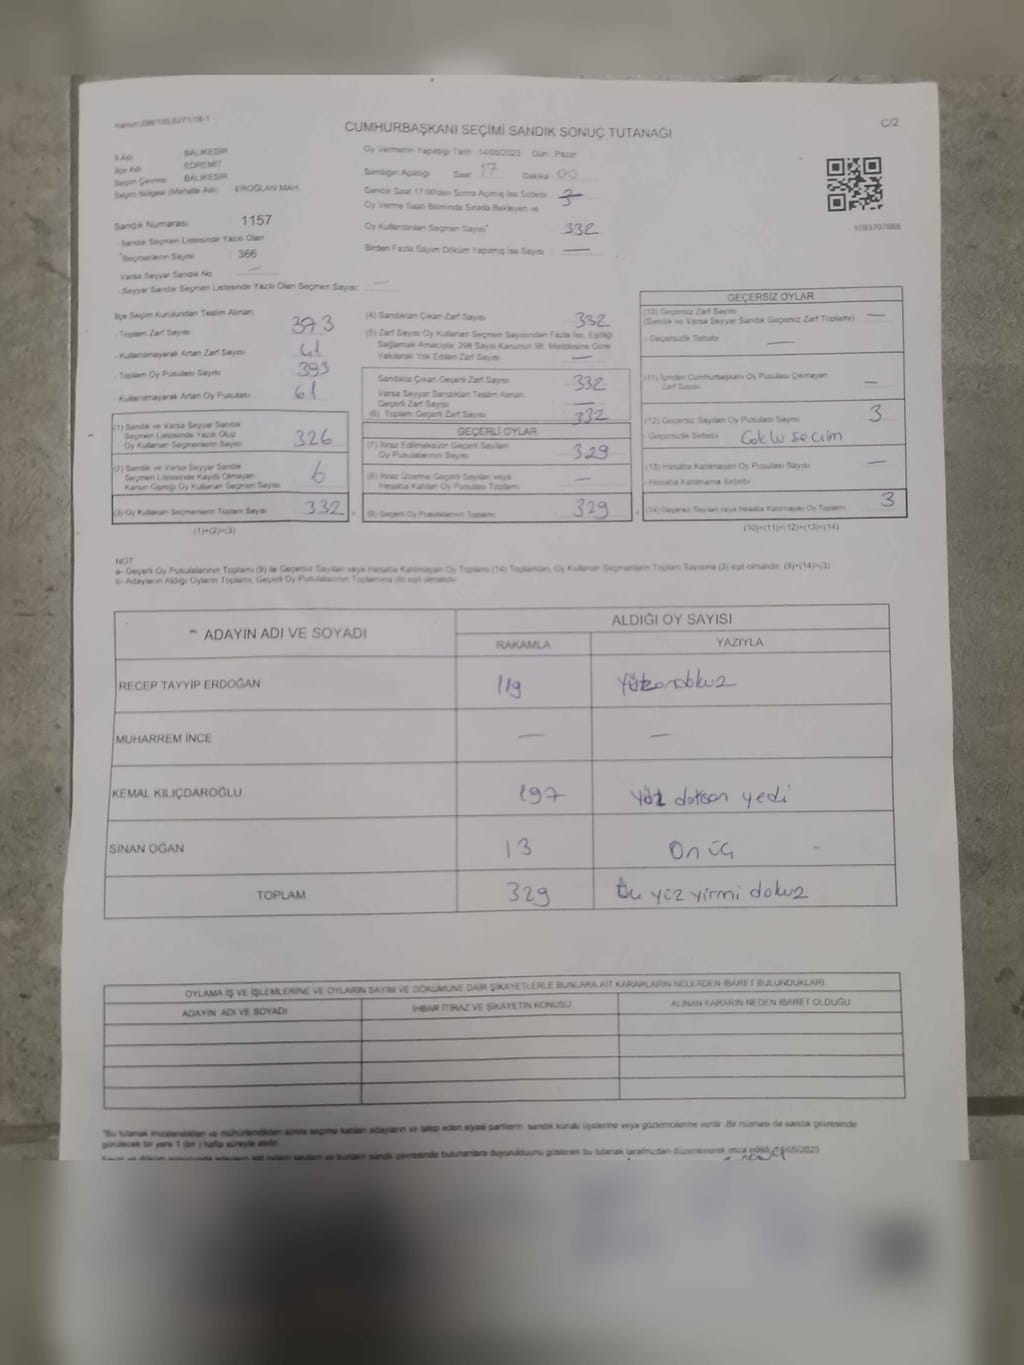 CUMHURBAŞKANI SEÇİMİ SANDIK SONUÇ TUTANAĞI
C/2
İl Adı BALIKESİR
İlçe Adı EDREMİT
Seçim Çevresi BALIKESİR
Seçim Bölgesi (Mahalle Adı) EROĞLAN MAH.
Sandık Numarası 1157
- Sandık Seçmen Listesinde Yazılı Olan
Seçmenlerin Sayısı : 366
Varsa Seyyar Sandık No —
- Seyyar Sandık Seçmen Listesinde Yazılı Olan Seçmen Sayısı: —
Oy Vermenin Yapıldığı Tarih : 14/05/2023 Gün : Pazar
Sandığın Açıldığı Saat : 17 Dakika : 00
Sandık Saat 17:00'den Sonra Açılmış İse Sebebi
Oy Verme Saati Bitiminde Sırada Bekleyen ve
Oy Kullandırılan Seçmen Sayısı* 332
Birden Fazla Sayım Döküm Yapılmış İse Sayısı : —
1093707888
İlçe Seçim Kurulundan Teslim Alınan;
- Toplam Zarf Sayısı 373
- Kullanılmayarak Artan Zarf Sayısı 41
- Toplam Oy Pusulası Sayısı 393
- Kullanılmayarak Artan Oy Pusulası 61
(1) Sandık ve Varsa Seyyar Sandık
Seçmen Listesinde Yazılı Olup
Oy Kullanan Seçmenlerin Sayısı 326
(2) Sandık ve Varsa Seyyar Sandık
Seçmen Listesinde Kayıtlı Olmayan
Kanun Gereği Oy Kullanan Seçmen Sayısı 6
(3) Oy Kullanan Seçmenlerin Toplam Sayısı 332
(1)+(2)=(3)
(4) Sandıktan Çıkan Zarf Sayısı 332
(5) Zarf Sayısı Oy Kullanan Seçmen Sayısından Fazla İse, Eşitliği
Sağlamak Amacıyla; 298 Sayılı Kanunun 98. Maddesine Göre
Yakılarak Yok Edilen Zarf Sayısı —
Sandıkta Çıkan Geçerli Zarf Sayısı 332
Varsa Seyyar Sandıktan Teslim Alınan
Geçerli Zarf Sayısı —
(6) Toplam Geçerli Zarf Sayısı 332
GEÇERLİ OYLAR
(7) İtiraz Edilmeksizin Geçerli Sayılan
Oy Pusulalarının Sayısı 329
(8) İtiraz Üzerine Geçerli Sayılan veya
Hesaba Katılan Oy Pusulası Toplamı —
(9) Geçerli Oy Pusulalarının Toplamı 329
GEÇERSİZ OYLAR
(10) Geçersiz Zarf Sayısı
(Sandık ve Varsa Seyyar Sandık Geçersiz Zarf Toplamı) —
- Geçersizlik Sebebi —
(11) İçinden Cumhurbaşkanı Oy Pusulası Çıkmayan
Zarf Sayısı —
(12) Geçersiz Sayılan Oy Pusulası Sayısı 3
- Geçersizlik Sebebi Çoklu seçim
(13) Hesaba Katılmayan Oy Pusulası Sayısı —
- Hesaba Katılmama Sebebi
(14) Geçersiz Sayılan veya Hesaba Katılmayan Oy Toplamı 3
(10)+(11)+(12)+(13)=(14)
NOT:
a- Geçerli Oy Pusulalarının Toplamı (9) ile Geçersiz Sayılan veya Hesaba Katılmayan Oy Toplamı (14) Toplamları, Oy Kullanan Seçmenlerin Toplam Sayısına (3) eşit olmalıdır. (9)+(14)=(3)
b- Adayların Aldığı Oyların Toplamı, Geçerli Oy Pusulalarının Toplamına (9) eşit olmalıdır.
ADAYIN ADI VE SOYADI
ALDIĞI OY SAYISI
RAKAMLA YAZIYLA
RECEP TAYYİP ERDOĞAN 119
MUHARREM İNCE — —
KEMAL KILIÇDAROĞLU 197 Yüz doksan yedi
SİNAN OĞAN 13 On üç
TOPLAM 329 yüz yirmi dokuz
OYLAMA İŞ VE İŞLEMLERİNE VE OYLARIN SAYIM VE DÖKÜMÜNE DAİR ŞİKAYETLERLE BUNLARA AİT KARARLARIN NELERDEN İBARET BULUNDUKLARI
ADAYIN ADI VE SOYADI İHBAR İTİRAZ VE ŞİKAYETİN KONUSU ALINAN KARARIN NEDEN İBARET OLDUĞU
*Bu tutanak imzalandıktan ve mühürlendikten sonra seçime katılan adayların ve talep eden siyasi partilerin, sandık kurulu üyelerine veya gözlemcilerine verilir. Bir nüshası da sandık çevresinde
görülecek bir yere 1 (bir) hafta süreyle asılır.
bulunanlara duyurulduğunu gösteren bu tutanak tarafımızdan düzenlenerek imza edildi. 14/05/2023